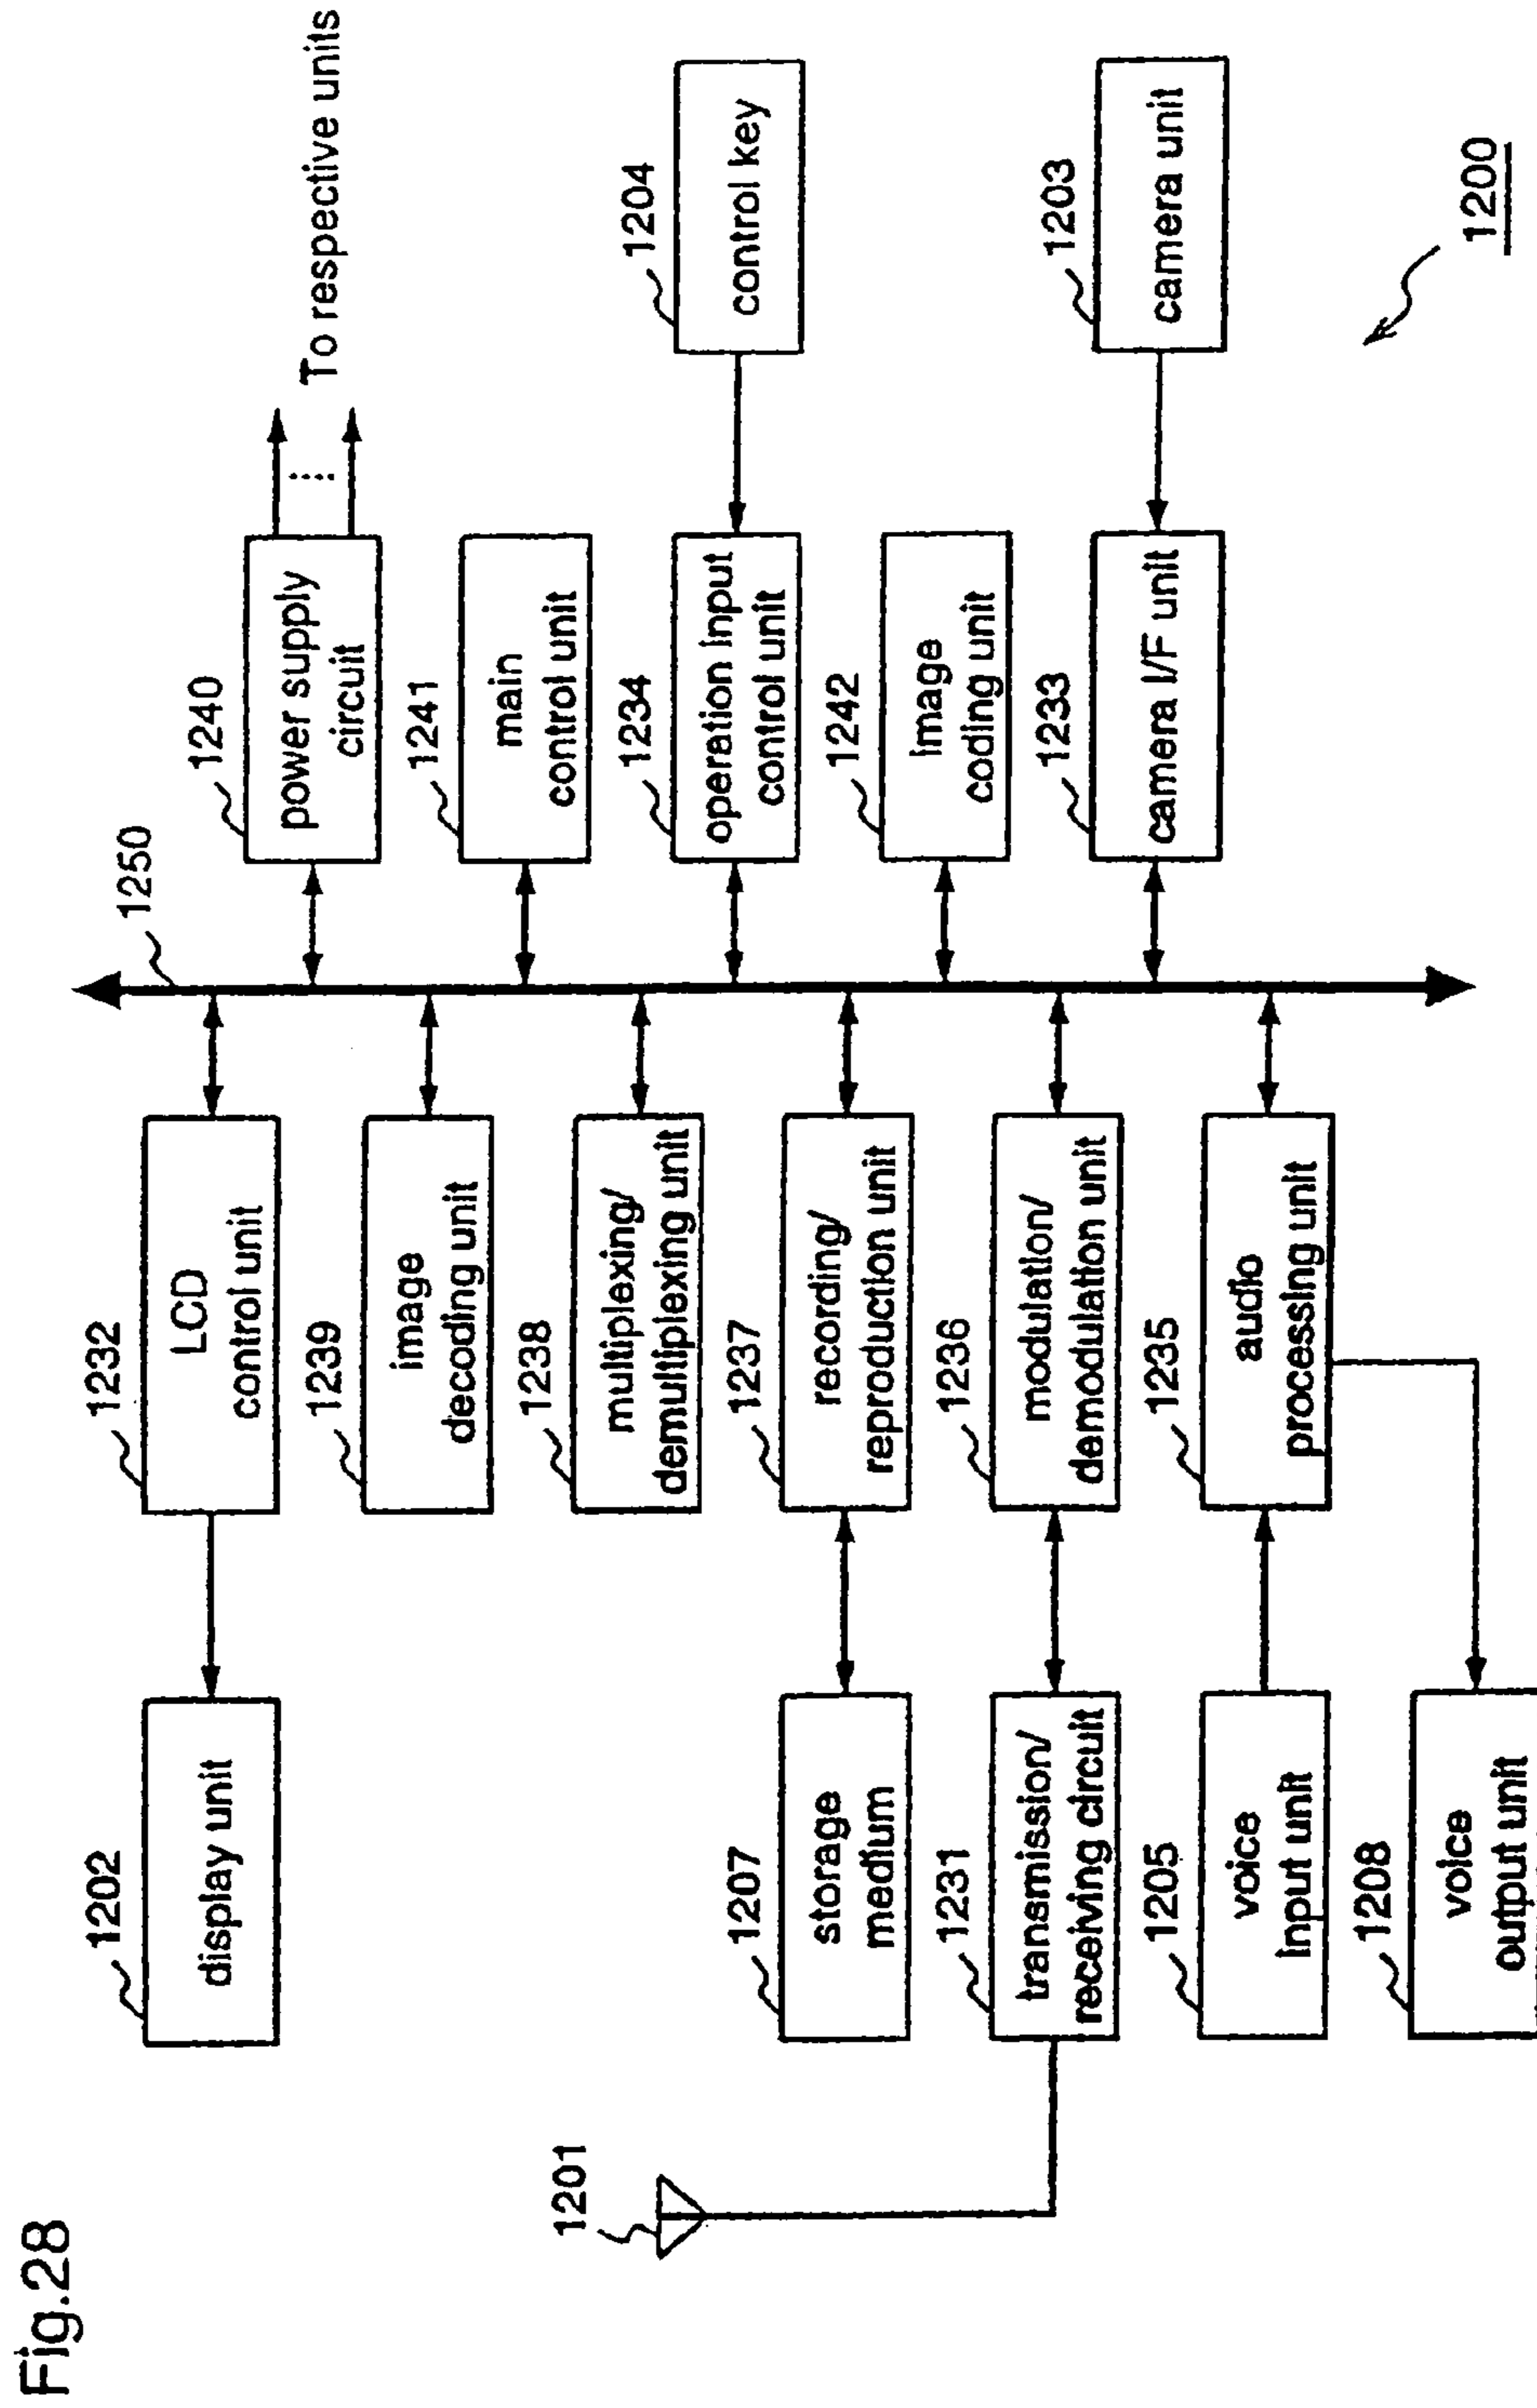 Fig.28
1202
display unit
1201
1207
storage
medium
1231
transmission/
receiving circuit
1205
voice
input unit
1208
voice
output unit
1232
LCD
control unit
1239
image
decoding unit
1238
multiplexing/
demultiplexing unit
1237
recording/
reproduction unit
1236
modulation/
demodulation unit
1235
audio
processing unit
1250
1240
power supply
circuit
To respective units
1241
main
control unit
1234
operation input
control unit
1204
control key
1242
image
coding unit
1233
camera I/F unit
1203
camera unit
1200